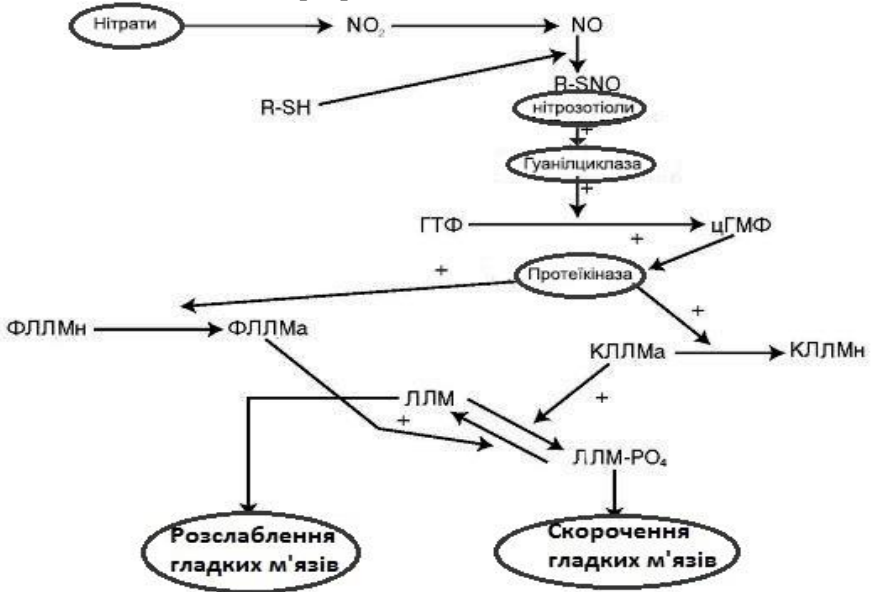 Нітрати NO₂ NO
R-SH R-SNO
нітрозотіоли
+
Гуанілциклаза
+
ГТФ цГМФ
+
Протеїкіназа
+
+
ФЛЛМн ФЛЛМа
КЛЛМа КЛЛМн
ЛЛМ
+
+
ЛЛМ-PO₄
Розслаблення
гладких м'язів
Скорочення
гладких м'язів